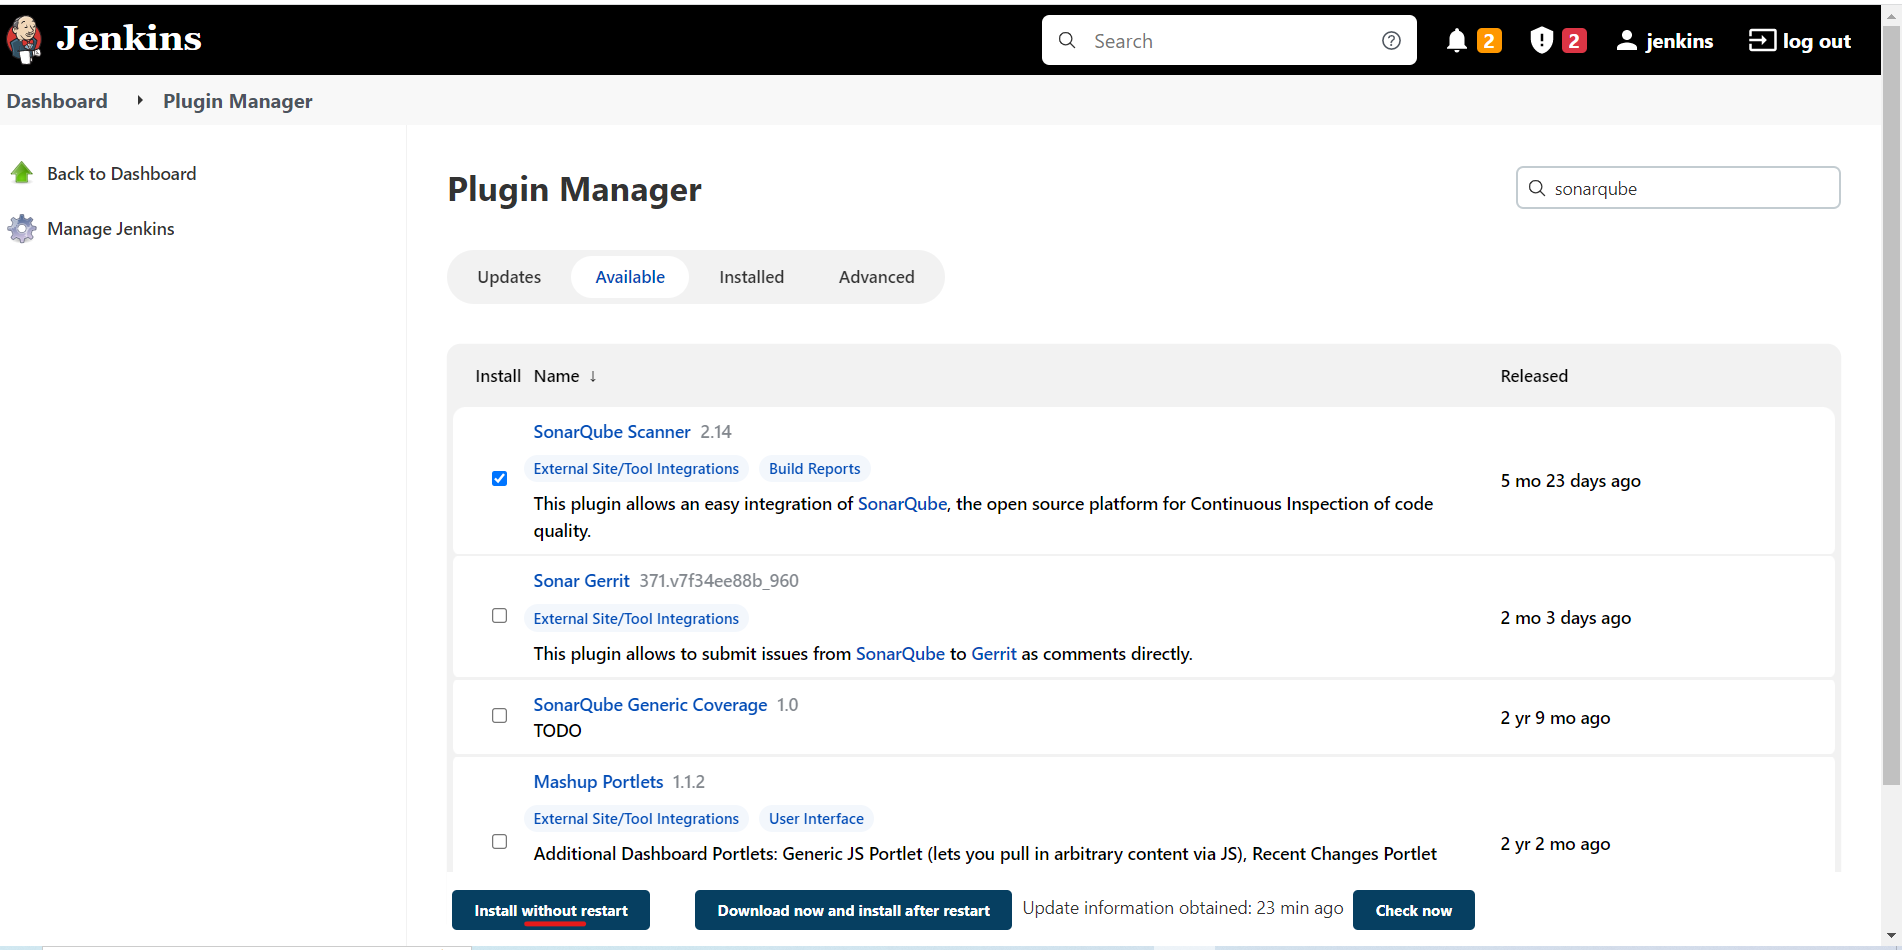 Jenkins
Search
2
2
jenkins
log out
Dashboard
Plugin Manager
Back to Dashboard
Manage Jenkins
Plugin Manager
sonarqube
Updates
Available
Installed
Advanced
Install Name ↓ Released
SonarQube Scanner 2.14
External Site/Tool Integrations Build Reports
This plugin allows an easy integration of SonarQube, the open source platform for Continuous Inspection of code
quality.
5 mo 23 days ago
Sonar Gerrit 371.v7f34ee88b_960
External Site/Tool Integrations
This plugin allows to submit issues from SonarQube to Gerrit as comments directly.
2 mo 3 days ago
SonarQube Generic Coverage 1.0
TODO
2 yr 9 mo ago
Mashup Portlets 1.1.2
External Site/Tool Integrations User Interface
Additional Dashboard Portlets: Generic JS Portlet (lets you pull in arbitrary content via JS), Recent Changes Portlet
2 yr 2 mo ago
Install without restart
Download now and install after restart
Update information obtained: 23 min ago
Check now